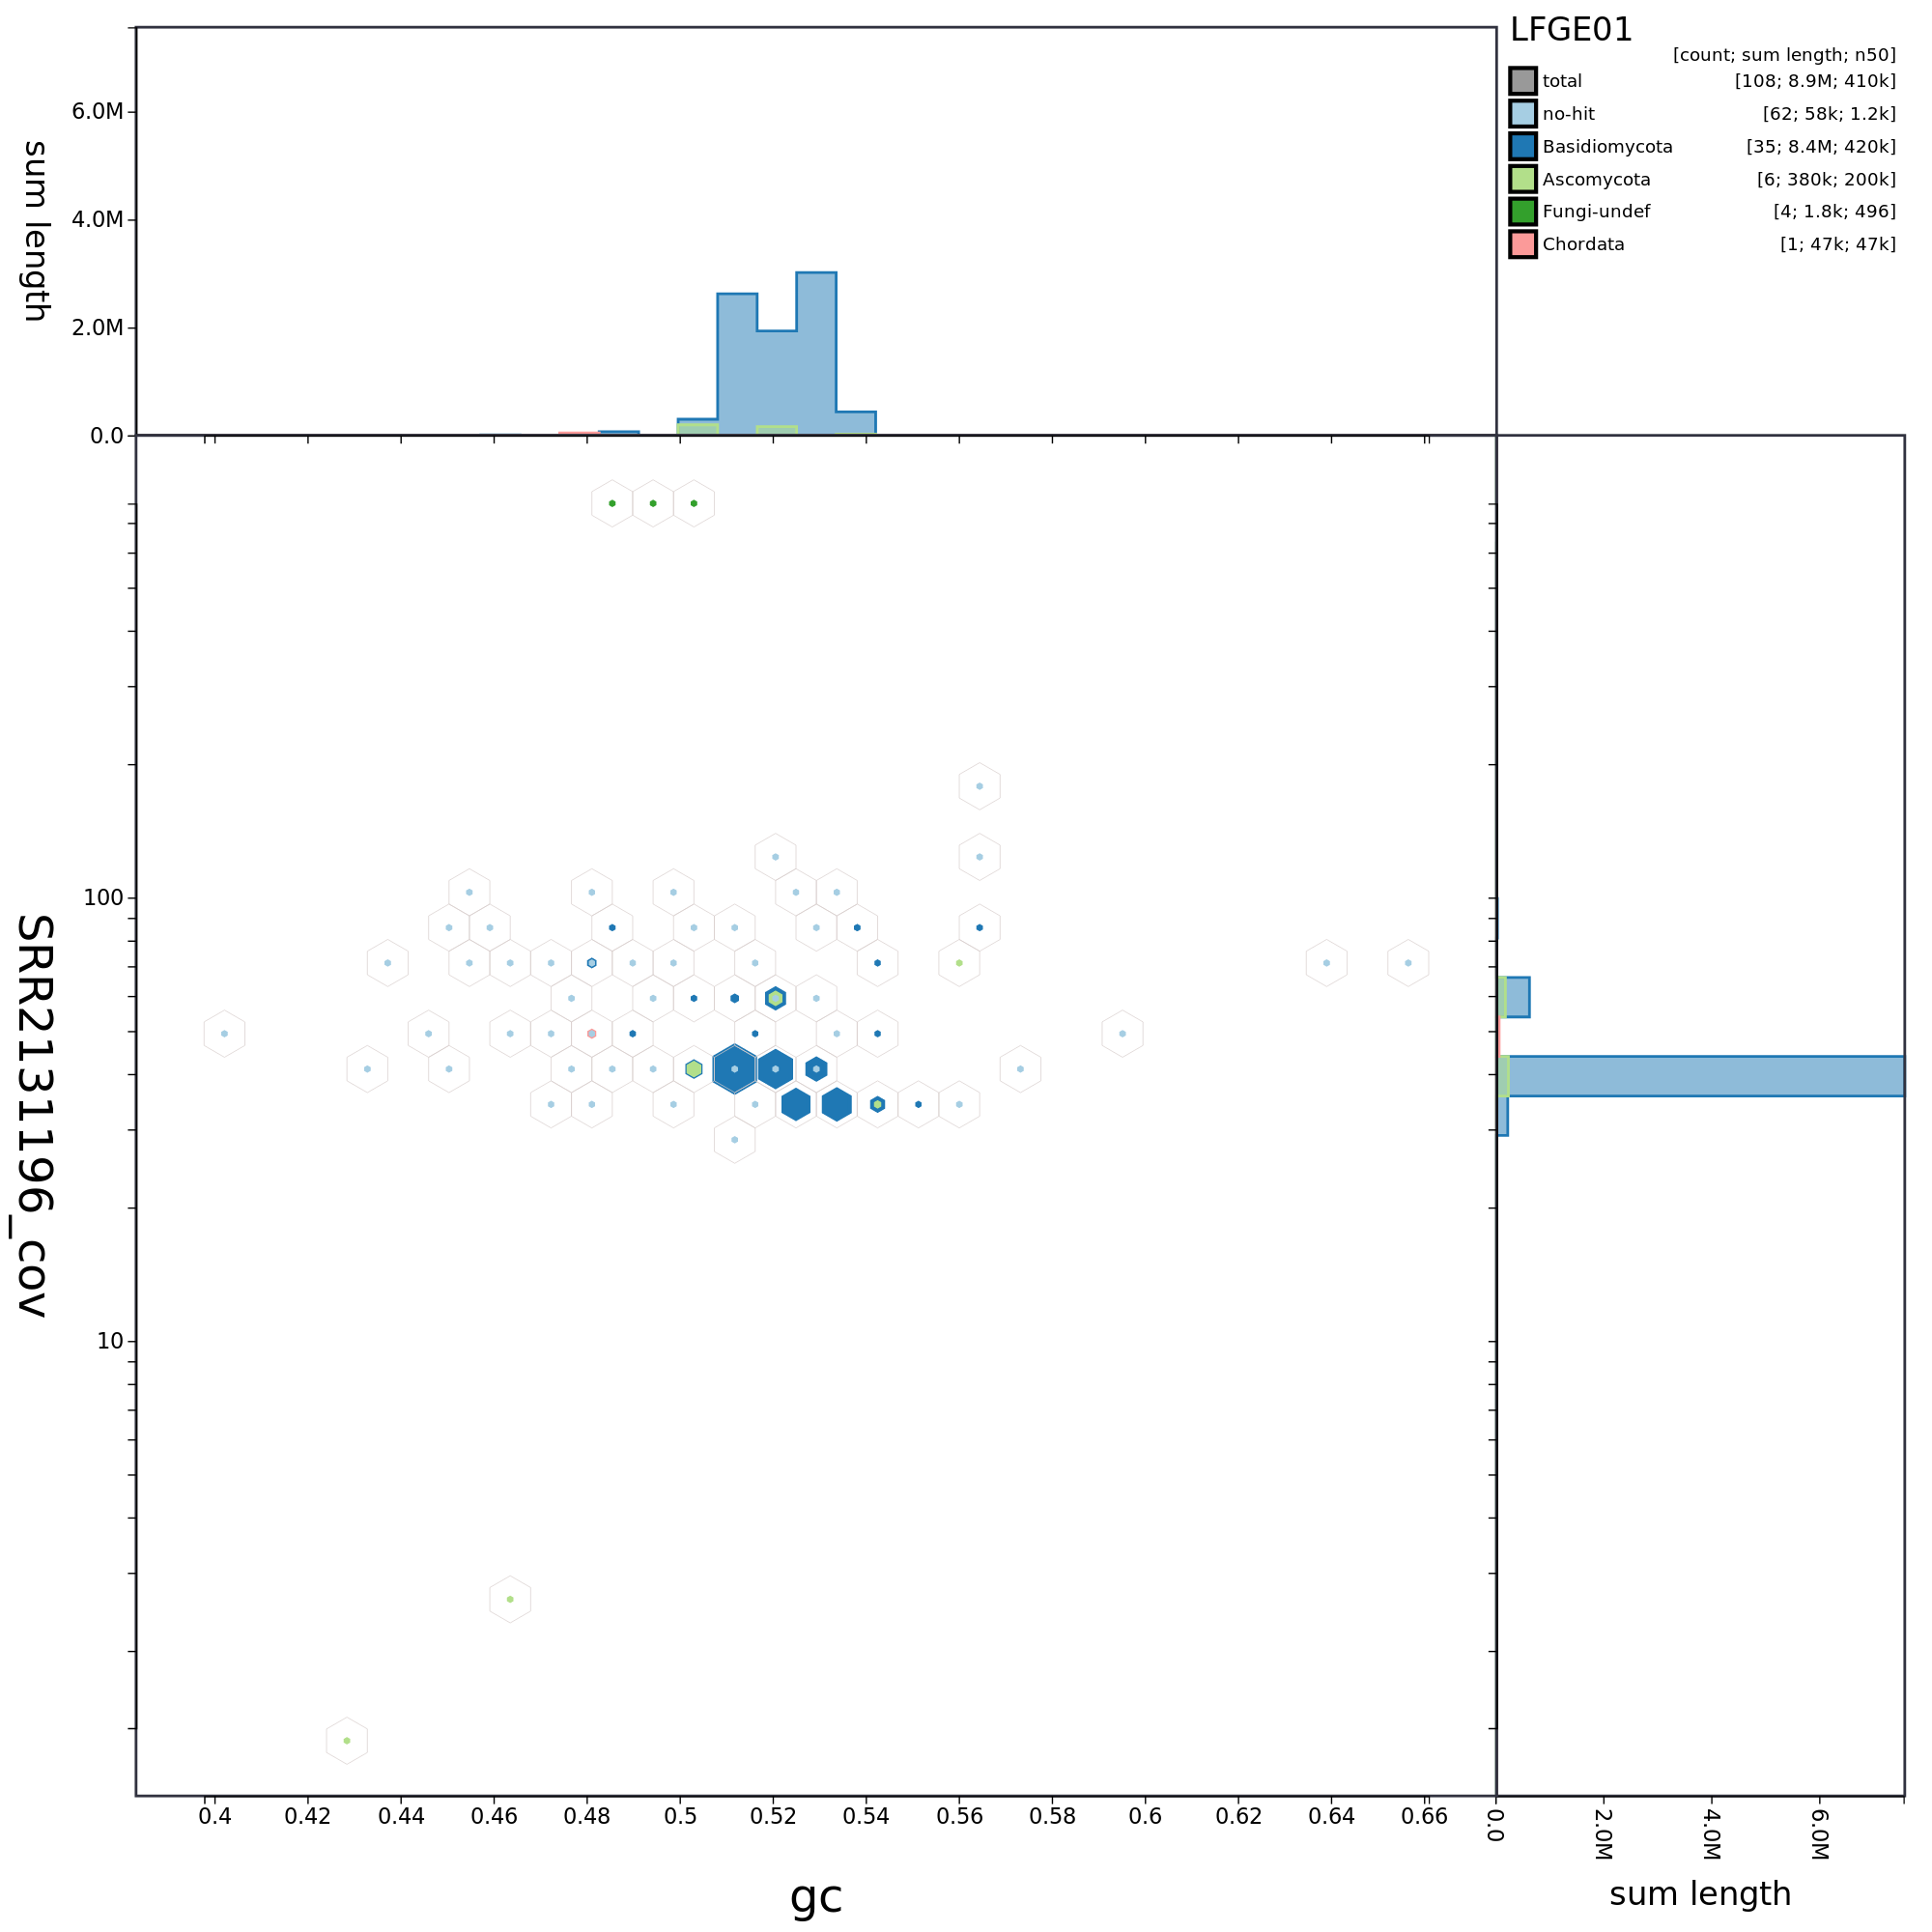 LFGE01
[count; sum length; n50]
total [108; 8.9M; 410k]
no-hit [62; 58k; 1.2k]
Basidiomycota [35; 8.4M; 420k]
Ascomycota [6; 380k; 200k]
Fungi-undef [4; 1.8k; 496]
Chordata [1; 47k; 47k]
sum length
6.0M
4.0M
2.0M
0.0
SRR2131196_cov
100
10
0.4 0.42 0.44 0.46 0.48 0.5 0.52 0.54 0.56 0.58 0.6 0.62 0.64 0.66
gc
0.0 2.0M 4.0M 6.0M
sum length